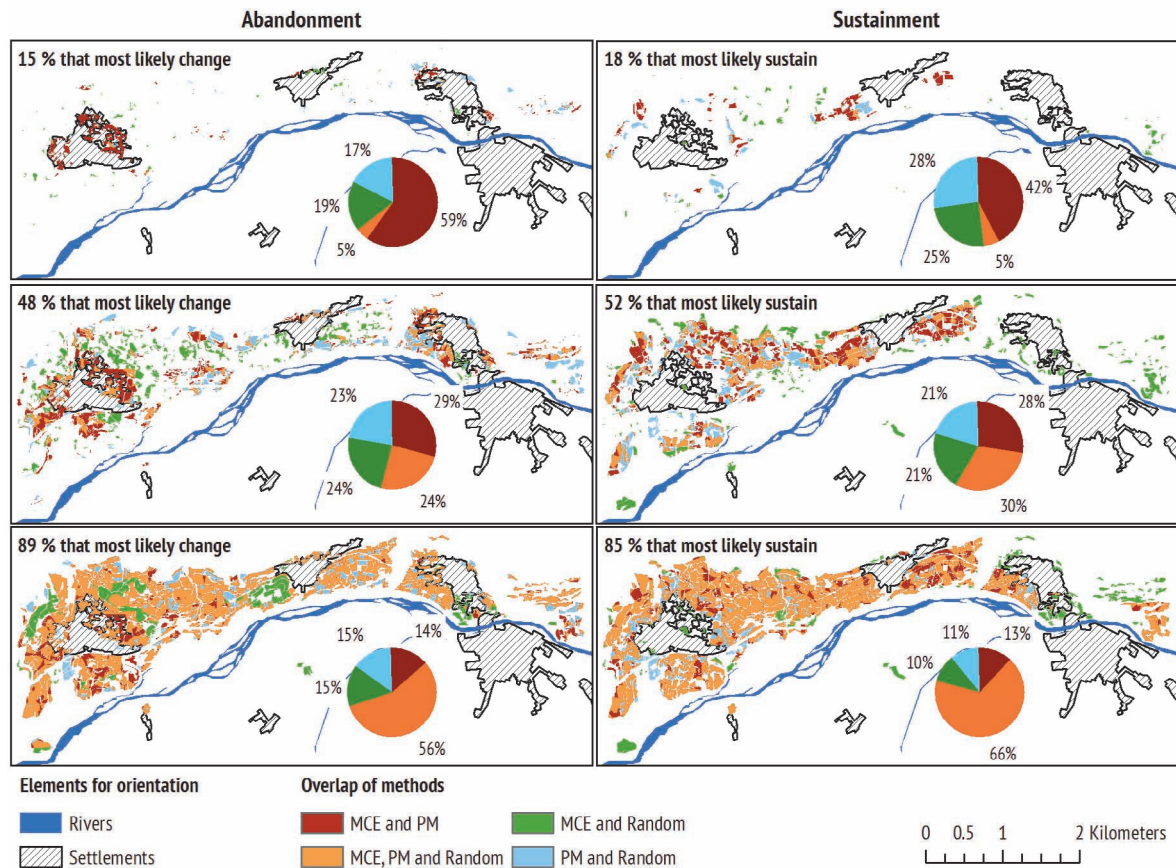 Abandonment
Sustainment
15 % that most likely change
17%
19%
59%
5%
18 % that most likely sustain
28%
42%
25%
5%
48 % that most likely change
23%
29%
24%
24%
52 % that most likely sustain
21%
28%
21%
30%
89 % that most likely change
15%
14%
15%
56%
85 % that most likely sustain
11%
13%
10%
66%
Elements for orientation
Rivers
Settlements
Overlap of methods
MCE and PM
MCE and Random
MCE, PM and Random
PM and Random
0 0.5 1 2 Kilometers